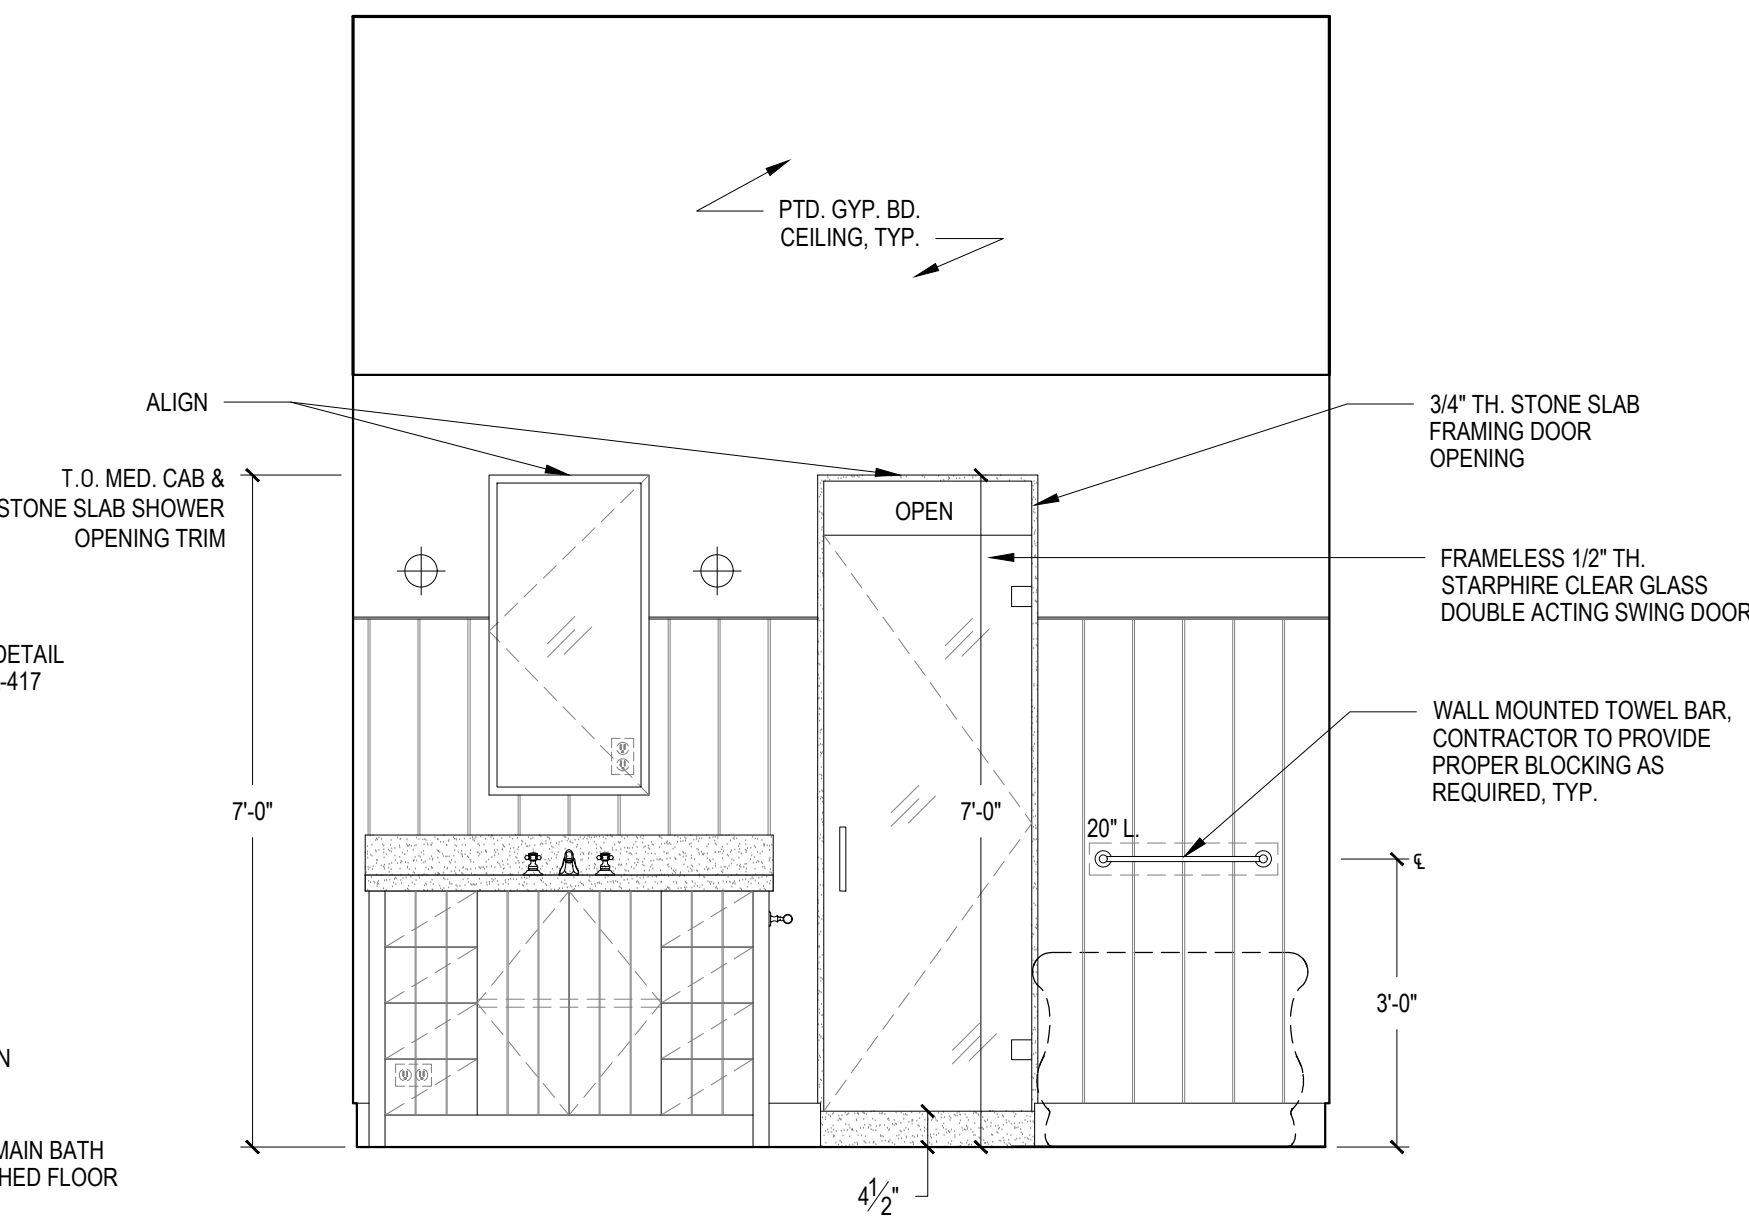 PTD. GYP. BD.
CEILING, TYP.
ALIGN
T.O. MED. CAB &
STONE SLAB SHOWER
OPENING TRIM
OPEN
3/4" TH. STONE SLAB
FRAMING DOOR
OPENING
FRAMELESS 1/2" TH.
STARPHIRE CLEAR GLASS
DOUBLE ACTING SWING DOOR
DETAIL
-417
WALL MOUNTED TOWEL BAR,
CONTRACTOR TO PROVIDE
PROPER BLOCKING AS
REQUIRED, TYP.
7'-0"
7'-0"
20" L.
℄
3'-0"
N
MAIN BATH
HED FLOOR
4 1/2"